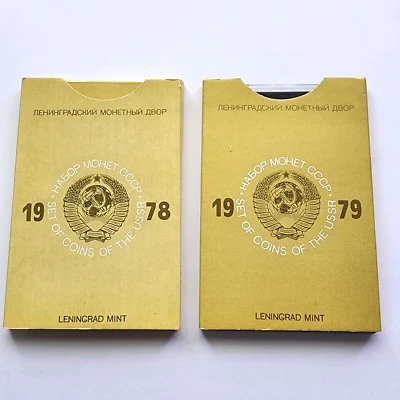 ЛЕНИНГРАДСКИЙ МОНЕТНЫЙ ДВОР
·НАБОР МОНЕТ СССР·
19 78
SET OF COINS OF THE USSR
LENINGRAD MINT
ЛЕНИНГРАДСКИЙ МОНЕТНЫЙ ДВОР
·НАБОР МОНЕТ СССР·
19 79
SET OF COINS OF THE USSR
LENINGRAD MINT